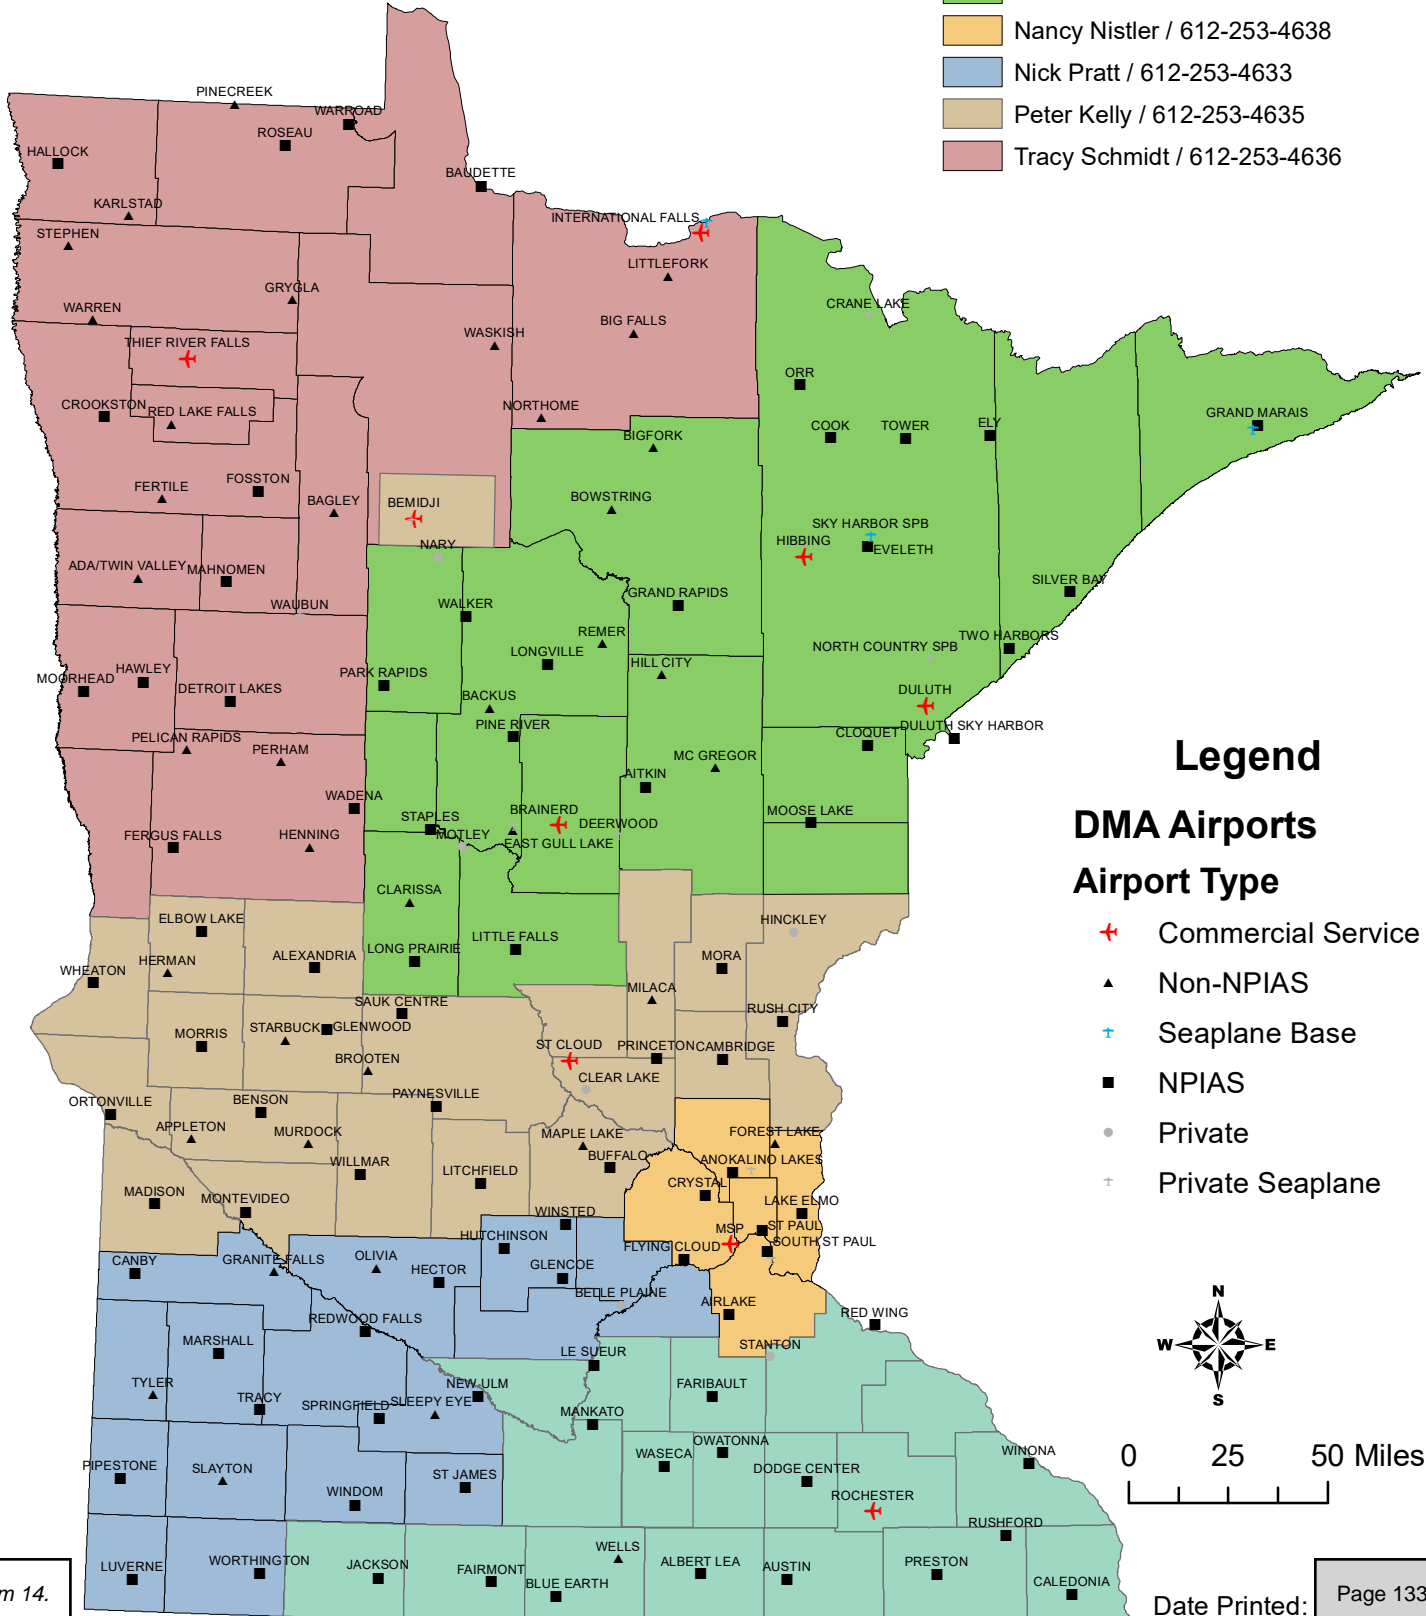 Nancy Nistler / 612-253-4638
Nick Pratt / 612-253-4633
Peter Kelly / 612-253-4635
Tracy Schmidt / 612-253-4636
PINECREEK
WARROAD
ROSEAU
HALLOCK
BAUDETTE
KARLSTAD
INTERNATIONAL FALLS
STEPHEN
LITTLEFORK
GRYGLA
CRANE LAKE
WARREN
BIG FALLS
WASKISH
THIEF RIVER FALLS
ORR
CROOKSTON
RED LAKE FALLS
NORTHOME
GRAND MARAIS
COOK
TOWER
ELY
BIGFORK
FOSSTON
FERTILE
BAGLEY
BEMIDJI
BOWSTRING
SKY HARBOR SPB
HIBBING
EVELETH
NARY
ADA/TWIN VALLEY
MAHNOMEN
SILVER BAY
WAUBUN
WALKER
GRAND RAPIDS
REMER
TWO HARBORS
LONGVILLE
NORTH COUNTRY SPB
HILL CITY
HAWLEY
MOORHEAD
PARK RAPIDS
DETROIT LAKES
DULUTH
BACKUS
PINE RIVER
DULUTH SKY HARBOR
CLOQUET
PELICAN RAPIDS
PERHAM
MC GREGOR
AITKIN
WADENA
BRAINERD
MOOSE LAKE
STAPLES
DEERWOOD
FERGUS FALLS
HENNING
MOTLEY
EAST GULL LAKE
CLARISSA
ELBOW LAKE
HINCKLEY
LITTLE FALLS
ALEXANDRIA
LONG PRAIRIE
MORA
HERMAN
WHEATON
MILACA
SAUK CENTRE
RUSH CITY
STARBUCK
GLENWOOD
MORRIS
ST CLOUD
PRINCETON
CAMBRIDGE
BROOTEN
CLEAR LAKE
PAYNESVILLE
ORTONVILLE
BENSON
APPLETON
MURDOCK
MAPLE LAKE
FOREST LAKE
BUFFALO
ANOKA
LINO LAKES
WILLMAR
LITCHFIELD
CRYSTAL
MADISON
MONTEVIDEO
LAKE ELMO
WINSTED
MSP
ST PAUL
HUTCHINSON
SOUTH ST PAUL
FLYING CLOUD
CANBY
GRANITE FALLS
OLIVIA
HECTOR
GLENCOE
BELLE PLAINE
AIRLAKE
RED WING
REDWOOD FALLS
MARSHALL
STANTON
LE SUEUR
TYLER
NEW ULM
FARIBAULT
TRACY
SPRINGFIELD
SLEEPY EYE
MANKATO
OWATONNA
WASECA
WINONA
PIPESTONE
SLAYTON
ST JAMES
DODGE CENTER
WINDOM
ROCHESTER
RUSHFORD
WELLS
LUVERNE
WORTHINGTON
JACKSON
FAIRMONT
ALBERT LEA
AUSTIN
PRESTON
BLUE EARTH
CALEDONIA
Legend
DMA Airports
Airport Type
Commercial Service
Non-NPIAS
Seaplane Base
NPIAS
Private
Private Seaplane
N
W E
S
0 25 50 Miles
m 14.
Date Printed:
Page 133